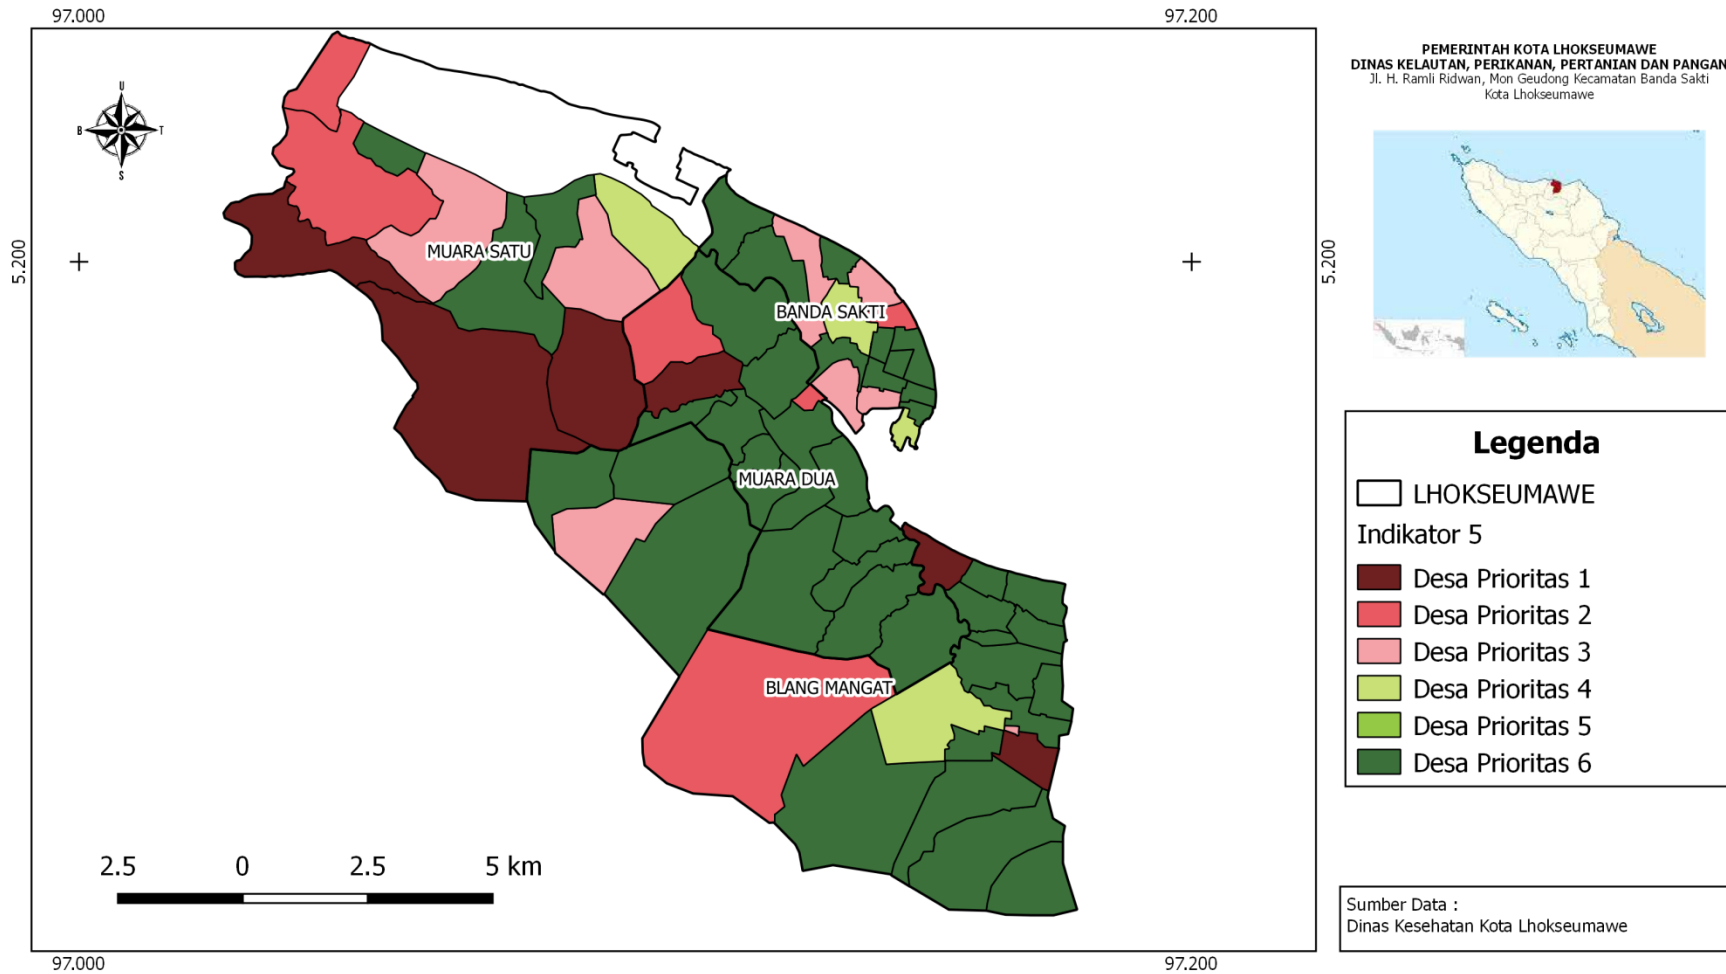 97.000
97.200
PEMERINTAH KOTA LHOKSEUMAWE
DINAS KELAUTAN, PERIKANAN, PERTANIAN DAN PANGAN
Jl. H. Ramli Ridwan, Mon Geudong Kecamatan Banda Sakti
Kota Lhokseumawe
U
B
T
S
5.200
5.200
MUARA SATU
BANDA SAKTI
MUARA DUA
BLANG MANGAT
Legenda
LHOKSEUMAWE
Indikator 5
Desa Prioritas 1
Desa Prioritas 2
Desa Prioritas 3
Desa Prioritas 4
Desa Prioritas 5
Desa Prioritas 6
2.5 0 2.5 5 km
Sumber Data :
Dinas Kesehatan Kota Lhokseumawe
97.000
97.200